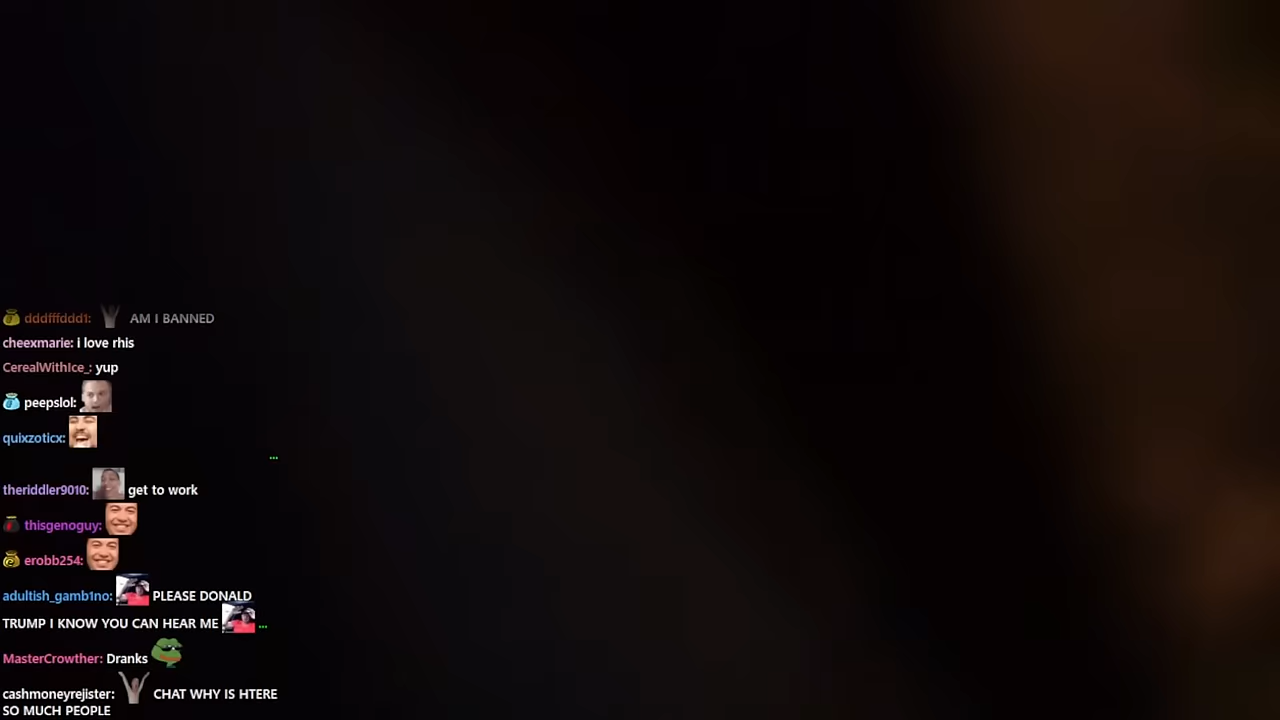 dddfffddd1: AM I BANNED
cheexmarie: i love rhis
CerealWithIce_: yup
peepslol:
quixzoticx:
...
theriddler9010: get to work
thisgenoguy:
erobb254:
adultish_gamb1no: PLEASE DONALD
TRUMP I KNOW YOU CAN HEAR ME ...
MasterCrowther: Dranks
cashmoneyrejister: CHAT WHY IS HTERE
SO MUCH PEOPLE